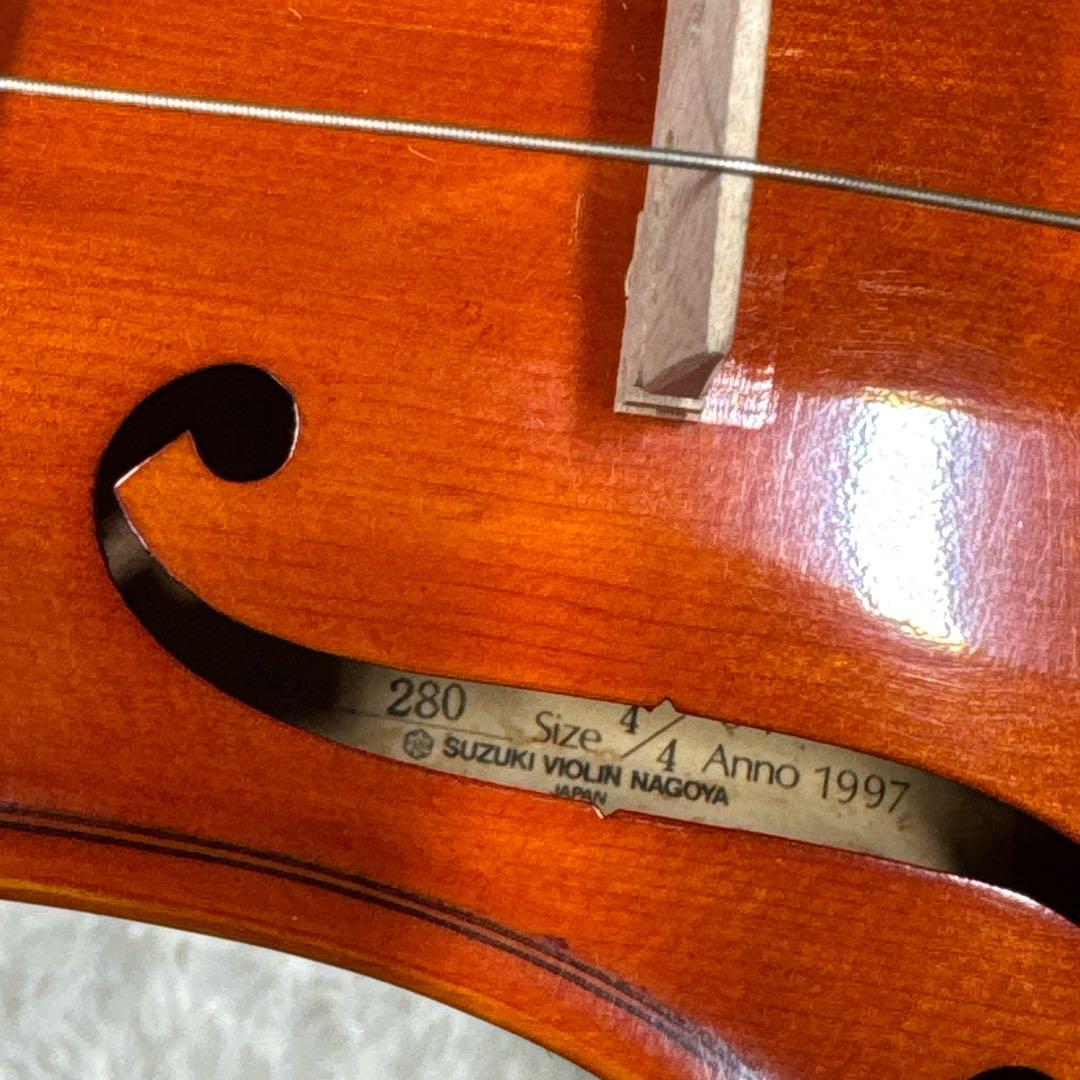 No 280 Size 4/4 Anno 1997
SUZUKI VIOLIN NAGOYA
JAPAN